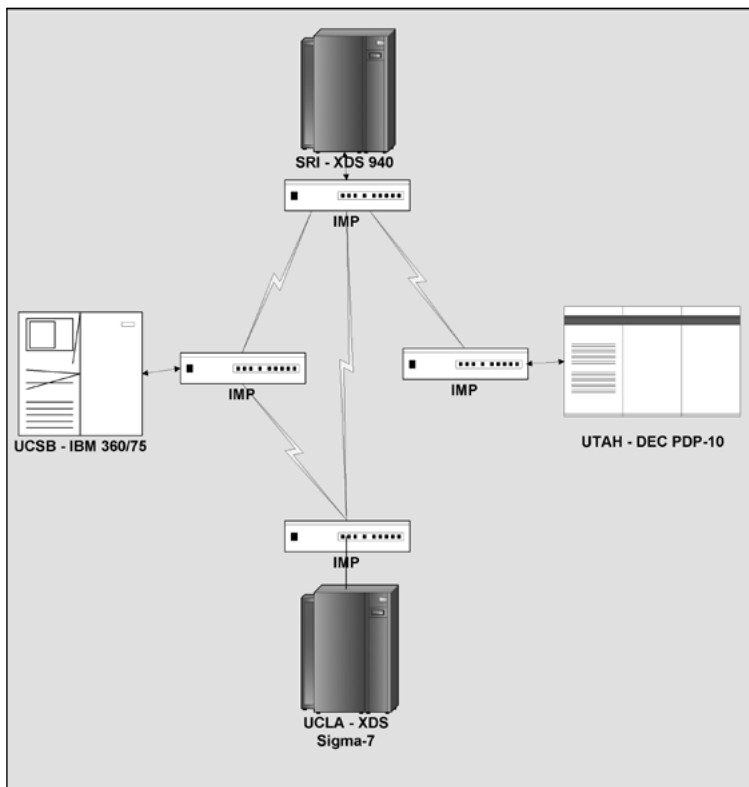 SRI - XDS 940
IMP
UCSB - IBM 360/75
IMP
IMP
UTAH - DEC PDP-10
IMP
UCLA - XDS
Sigma-7